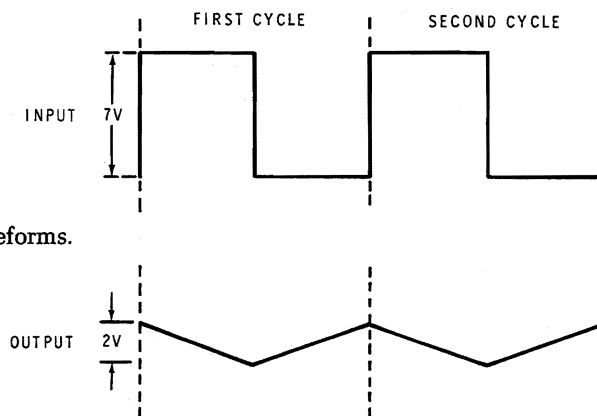 FIRST CYCLE SECOND CYCLE
INPUT 7V
eforms.
OUTPUT 2V